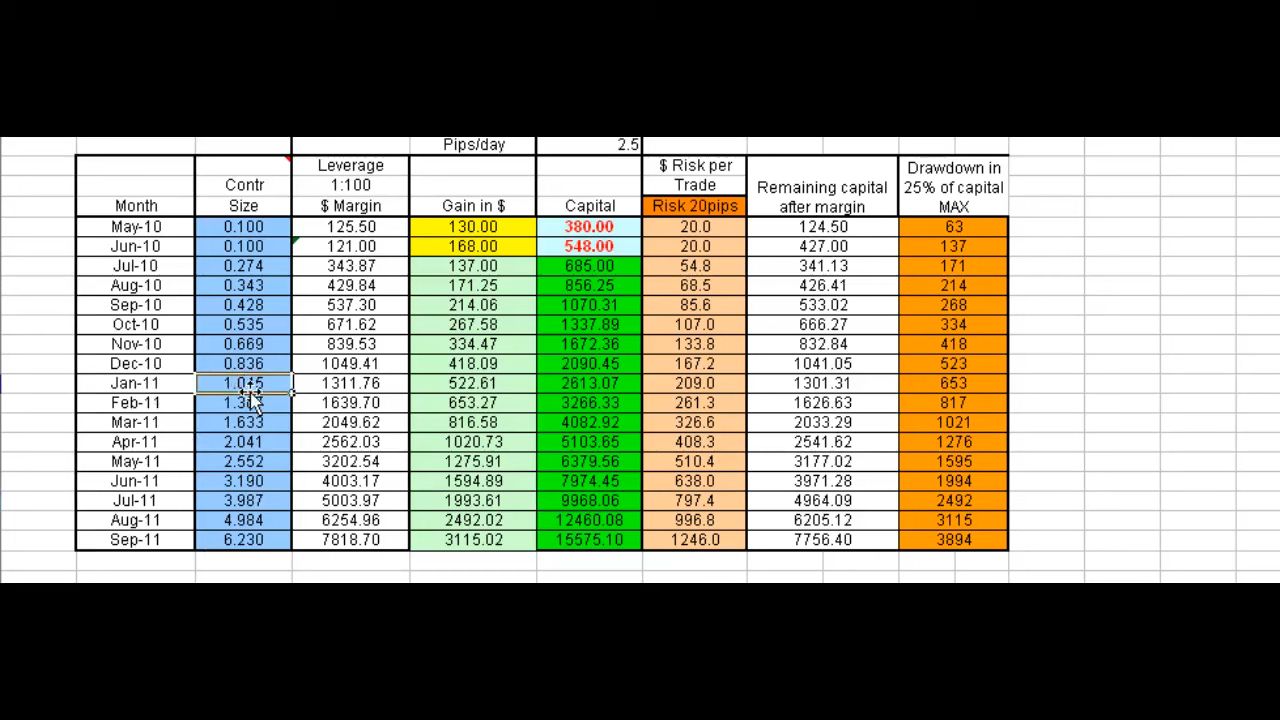 Pips/day 2.5
Leverage $ Risk per Drawdown in
Contr 1:100 Trade Remaining capital 25% of capital
Month Size $ Margin Gain in $ Capital Risk 20pips after margin MAX
May-10 0.100 125.50 130.00 380.00 20.0 124.50 63
Jun-10 0.100 121.00 168.00 548.00 20.0 427.00 137
Jul-10 0.274 343.87 137.00 685.00 54.8 341.13 171
Aug-10 0.343 429.84 171.25 856.25 68.5 426.41 214
Sep-10 0.428 537.30 214.06 1070.31 85.6 533.02 268
Oct-10 0.535 671.62 267.58 1337.89 107.0 666.27 334
Nov-10 0.669 839.53 334.47 1672.36 133.8 832.84 418
Dec-10 0.836 1049.41 418.09 2090.45 167.2 1041.05 523
Jan-11 1.045 1311.76 522.61 2613.07 209.0 1301.31 653
Feb-11 1639.70 653.27 3266.33 261.3 1626.63 817
Mar-11 1.633 2049.62 816.58 4082.92 326.6 2033.29 1021
Apr-11 2.041 2562.03 1020.73 5103.65 408.3 2541.62 1276
May-11 2.552 3202.54 1275.91 6379.56 510.4 3177.02 1595
Jun-11 3.190 4003.17 1594.89 7974.45 638.0 3971.28 1994
Jul-11 3.987 5003.97 1993.61 9968.06 797.4 4964.09 2492
Aug-11 4.984 6254.96 2492.02 12460.08 996.8 6205.12 3115
Sep-11 6.230 7818.70 3115.02 15575.10 1246.0 7756.40 3894